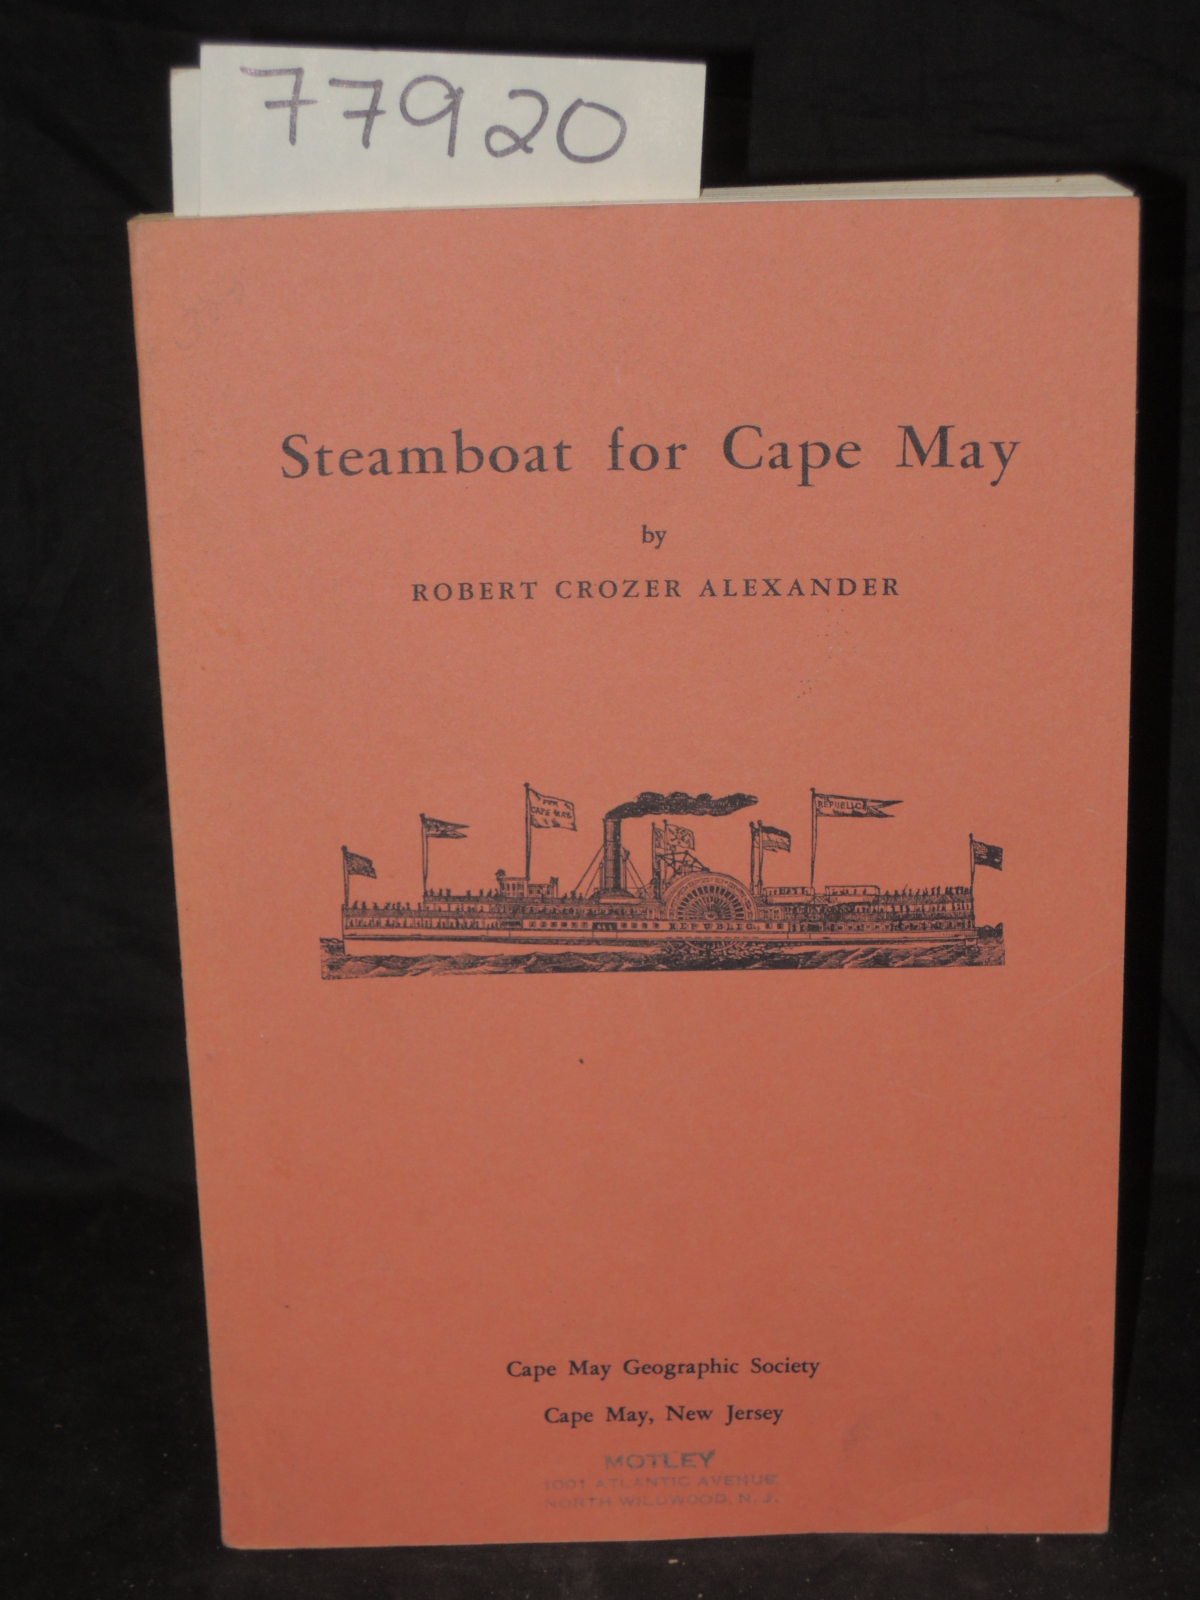 77920
Steamboat for Cape May
by
ROBERT CROZER ALEXANDER
REPUBLIC
REPUBLIC
Cape May Geographic Society
Cape May, New Jersey
MOTLEY
1001 ATLANTIC AVENUE
NORTH WILDWOOD, N. J.